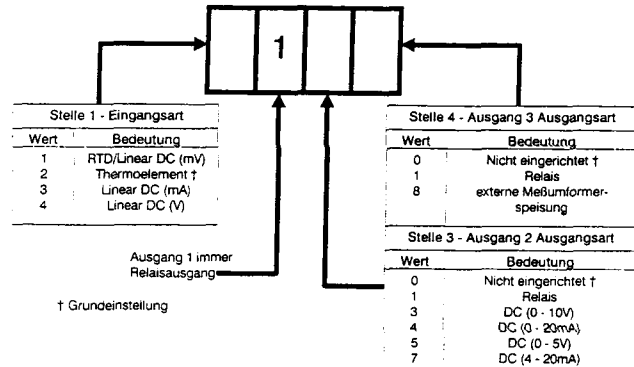 1
Stelle 1 - Eingangsart
Wert Bedeutung
1 RTD/Linear DC (mV)
2 Thermoelement †
3 Linear DC (mA)
4 Linear DC (V)
Ausgang 1 immer
Relaisausgang
† Grundeinstellung
Stelle 4 - Ausgang 3 Ausgangsart
Wert Bedeutung
0 Nicht eingerichtet †
1 Relais
8 externe Meßumformer-
speisung
Stelle 3 - Ausgang 2 Ausgangsart
Wert Bedeutung
0 Nicht eingerichtet †
1 Relais
3 DC (0 - 10V)
4 DC (0 - 20mA)
5 DC (0 - 5V)
7 DC (4 - 20mA)